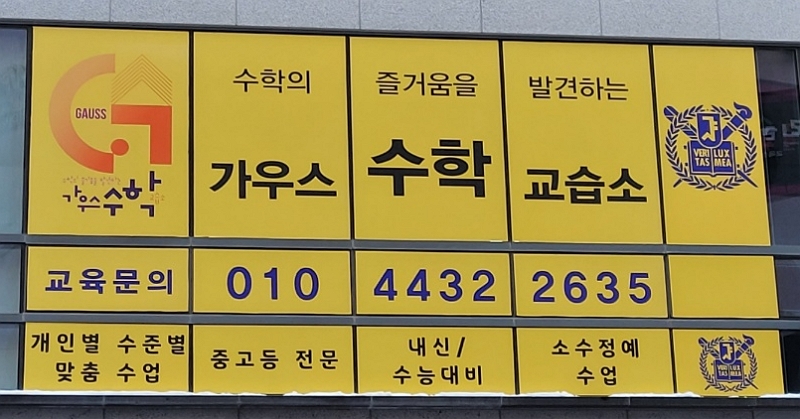 GAUSS
가우스수학
수학의 즐거움을 발견하는
가우스 수학 교습소
VERI LUX
TAS MEA
교육문의 010 4432 2635
개인별 수준별
맞춤 수업
중고등 전문
내신/
수능대비
소수정예
수업